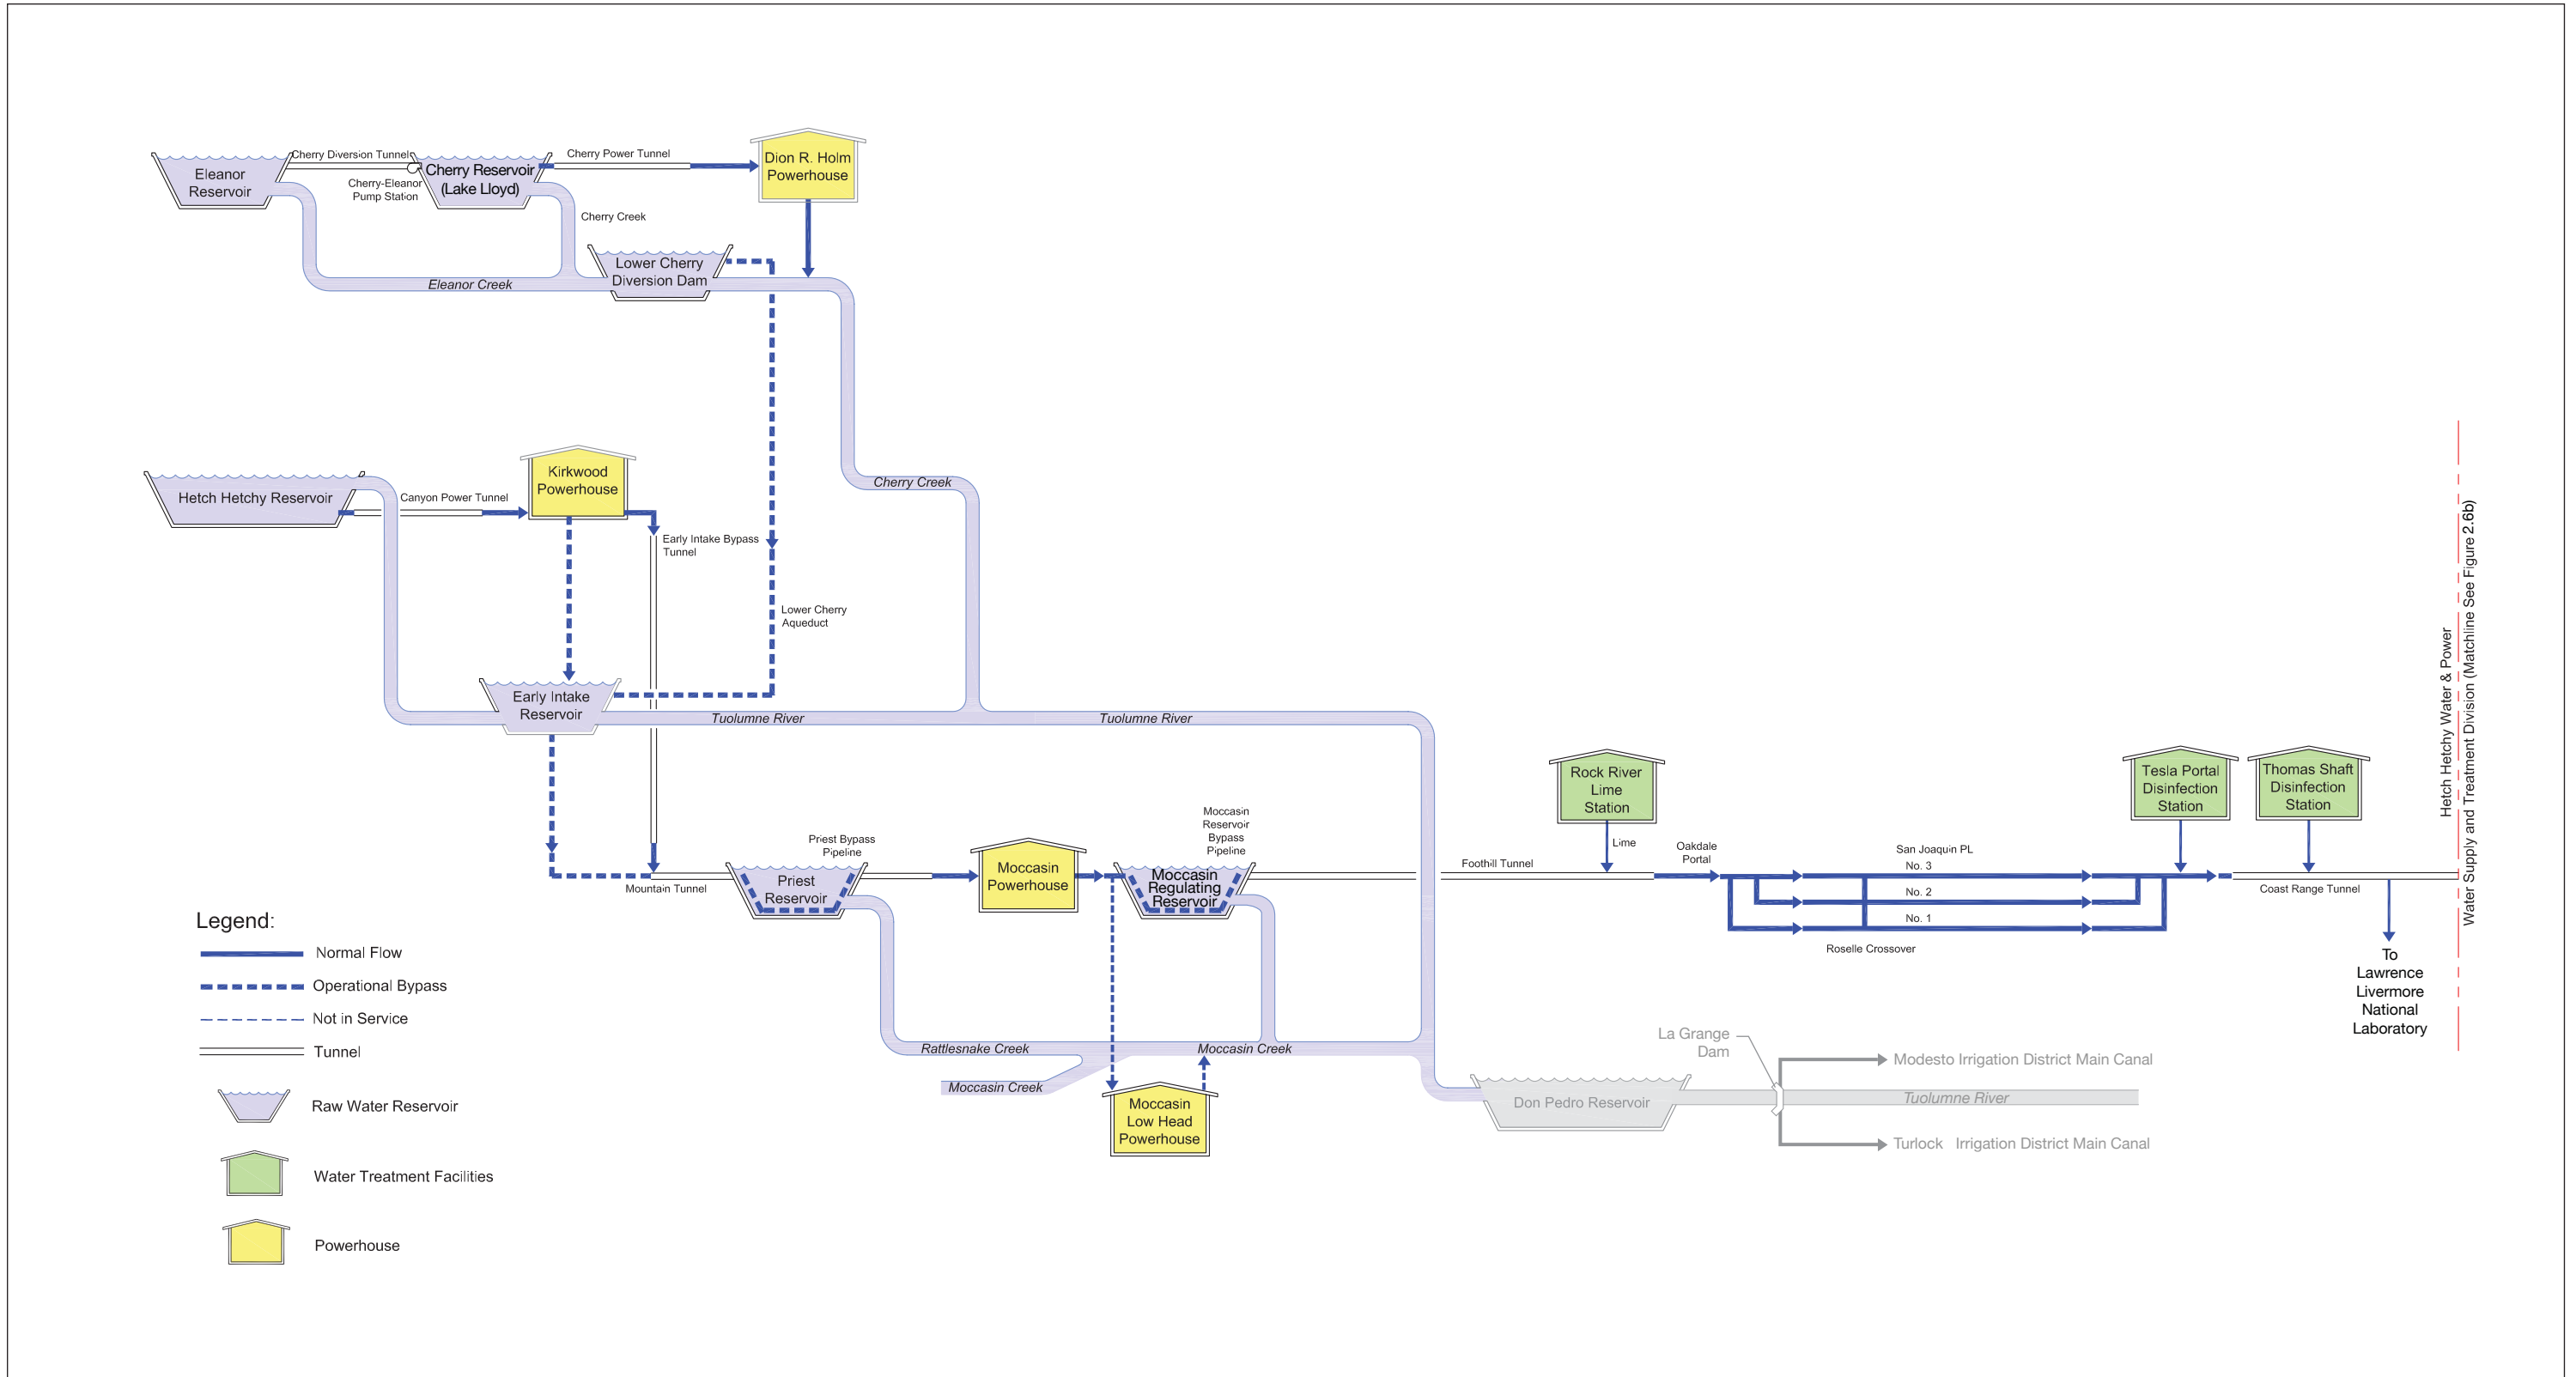 Cherry Diversion Tunnel
Eleanor
Reservoir
Cherry-Eleanor
Pump Station
Cherry Reservoir
(Lake Lloyd)
Cherry Power Tunnel
Dion R. Holm
Powerhouse
Cherry Creek
Lower Cherry
Diversion Dam
Eleanor Creek
Hetch Hetchy Reservoir
Canyon Power Tunnel
Kirkwood
Powerhouse
Cherry Creek
Early Intake Bypass
Tunnel
Lower Cherry
Aqueduct
Early Intake
Reservoir
Tuolumne River
Tuolumne River
Mountain Tunnel
Priest Bypass
Pipeline
Priest
Reservoir
Moccasin
Powerhouse
Moccasin
Reservoir
Bypass
Pipeline
Moccasin
Regulating
Reservoir
Foothill Tunnel
Rock River
Lime
Station
Lime
Oakdale
Portal
San Joaquin PL
No. 3
No. 2
No. 1
Roselle Crossover
Tesla Portal
Disinfection
Station
Thomas Shaft
Disinfection
Station
Coast Range Tunnel
To
Lawrence
Livermore
National
Laboratory
Hetch Hetchy Water & Power
Water Supply and Treatment Division (Matchline See Figure 2.6b)
Rattlesnake Creek
Moccasin Creek
Moccasin Creek
Moccasin
Low Head
Powerhouse
Don Pedro Reservoir
La Grange
Dam
Modesto Irrigation District Main Canal
Tuolumne River
Turlock Irrigation District Main Canal
Legend:
Normal Flow
Operational Bypass
Not in Service
Tunnel
Raw Water Reservoir
Water Treatment Facilities
Powerhouse